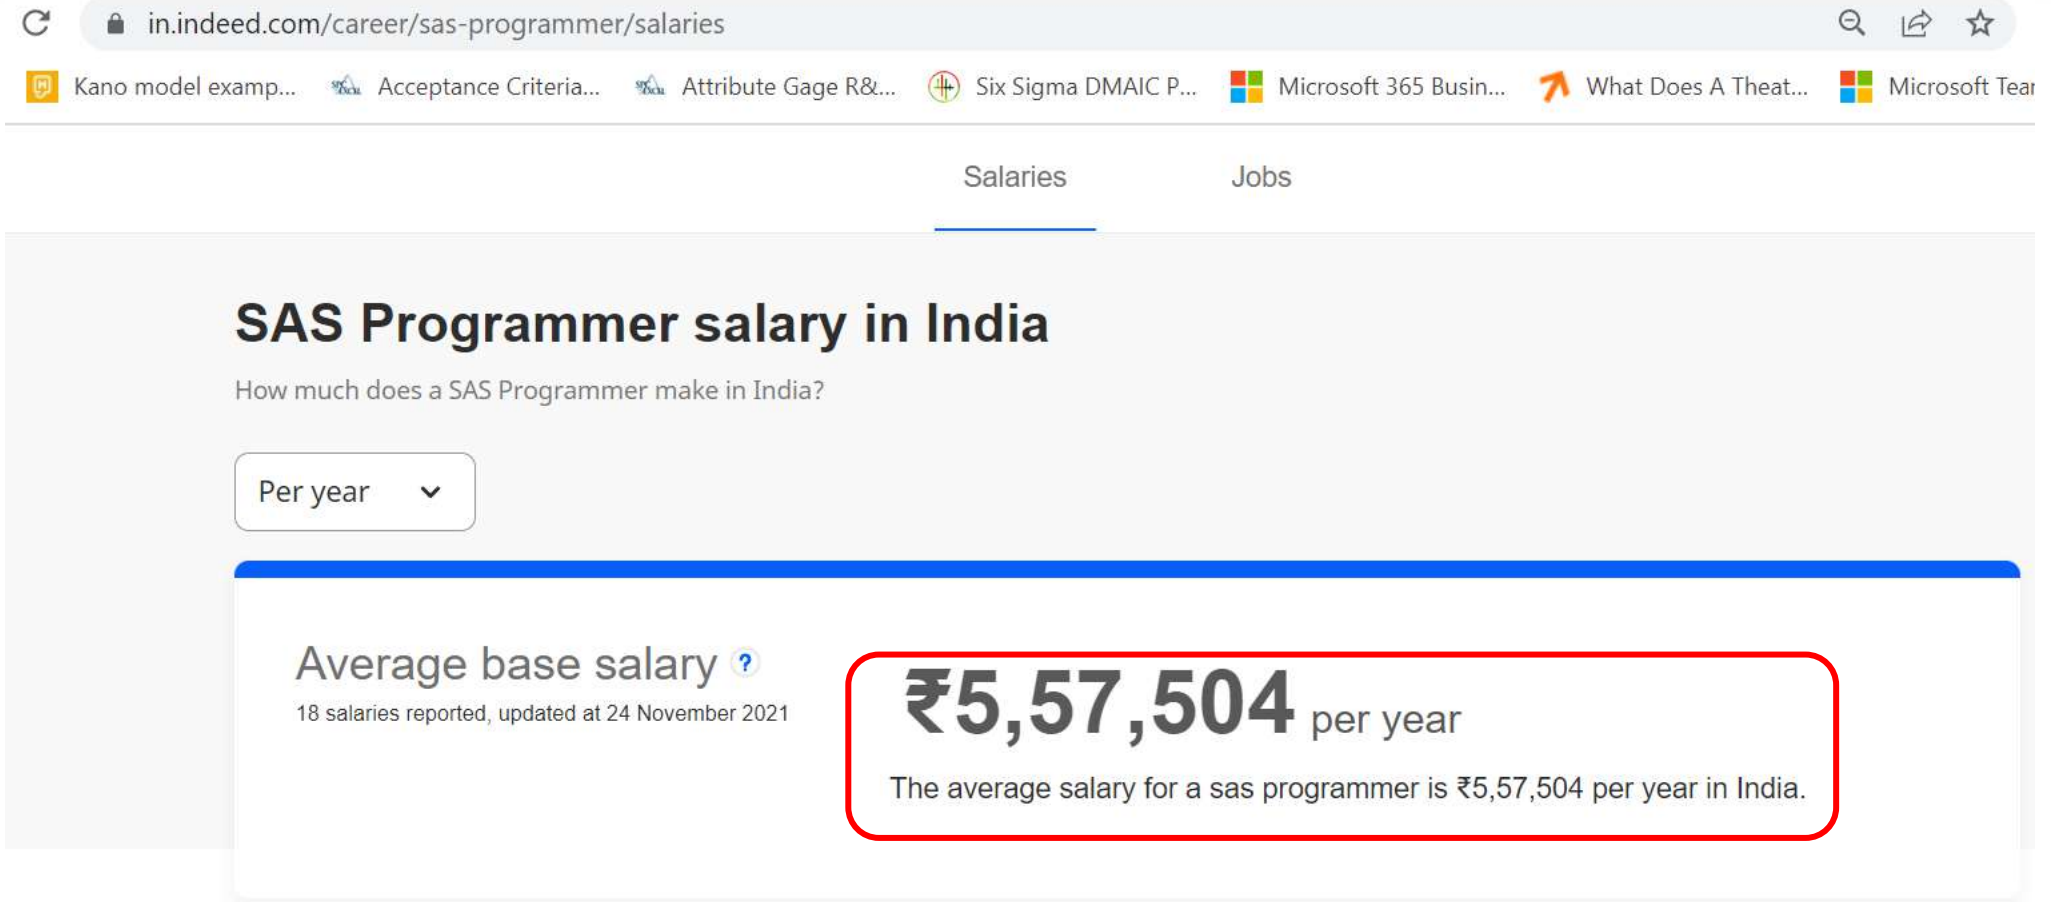 in.indeed.com/career/sas-programmer/salaries
Kano model examp... Acceptance Criteria... Attribute Gage R&... Six Sigma DMAIC P... Microsoft 365 Busin... What Does A Theat... Microsoft Tear
Salaries Jobs
SAS Programmer salary in India
How much does a SAS Programmer make in India?
Per year
Average base salary ?
18 salaries reported, updated at 24 November 2021
₹5,57,504 per year
The average salary for a sas programmer is ₹5,57,504 per year in India.